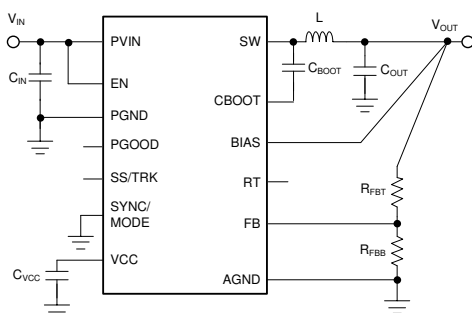 V_IN
C_IN
PVIN
EN
PGND
PGOOD
SS/TRK
SYNC/
MODE
VCC
C_VCC
SW
CBOOT
BIAS
RT
FB
AGND
L
C_BOOT
C_OUT
V_OUT
R_FBT
R_FBB